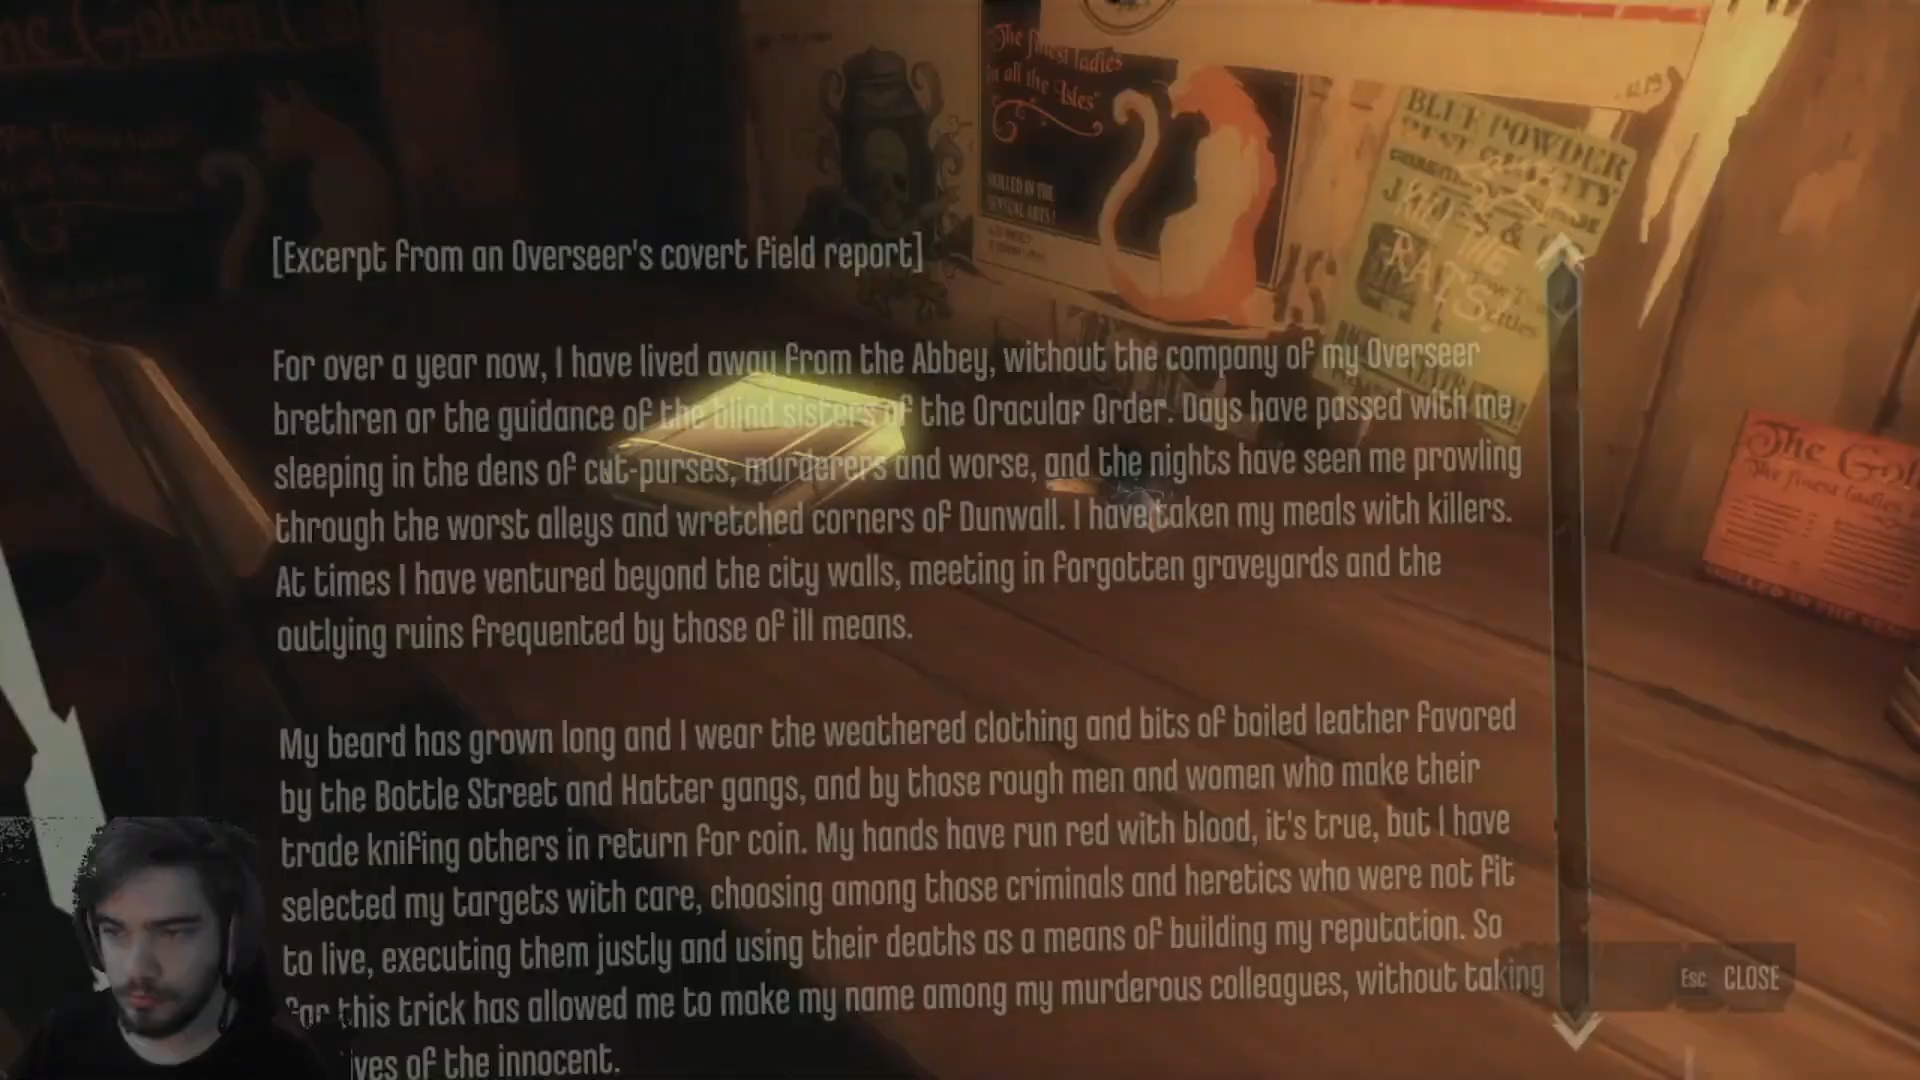 The finest ladies
in all the Isles"
SKILLED IN THE
SENSUAL ARTS!
BLUE POWDER
RATS!
[Excerpt from an Overseer's covert field report]
For over a year now, I have lived away from the Abbey, without the company of my Overseer
brethren or the guidance of the blind sisters of the Oracular Order. Days have passed with me
sleeping in the dens of cut-purses, murderers and worse, and the nights have seen me prowling
through the worst alleys and wretched corners of Dunwall. I have taken my meals with killers.
At times I have ventured beyond the city walls, meeting in forgotten graveyards and the
outlying ruins frequented by those of ill means.
My beard has grown long and I wear the weathered clothing and bits of boiled leather favored
by the Bottle Street and Hatter gangs, and by those rough men and women who make their
trade knifing others in return for coin. My hands have run red with blood, it's true, but I have
selected my targets with care, choosing among those criminals and heretics who were not fit
to live, executing them justly and using their deaths as a means of building my reputation. So
far this trick has allowed me to make my name among my murderous colleagues, without taking
ives of the innocent.
Esc CLOSE